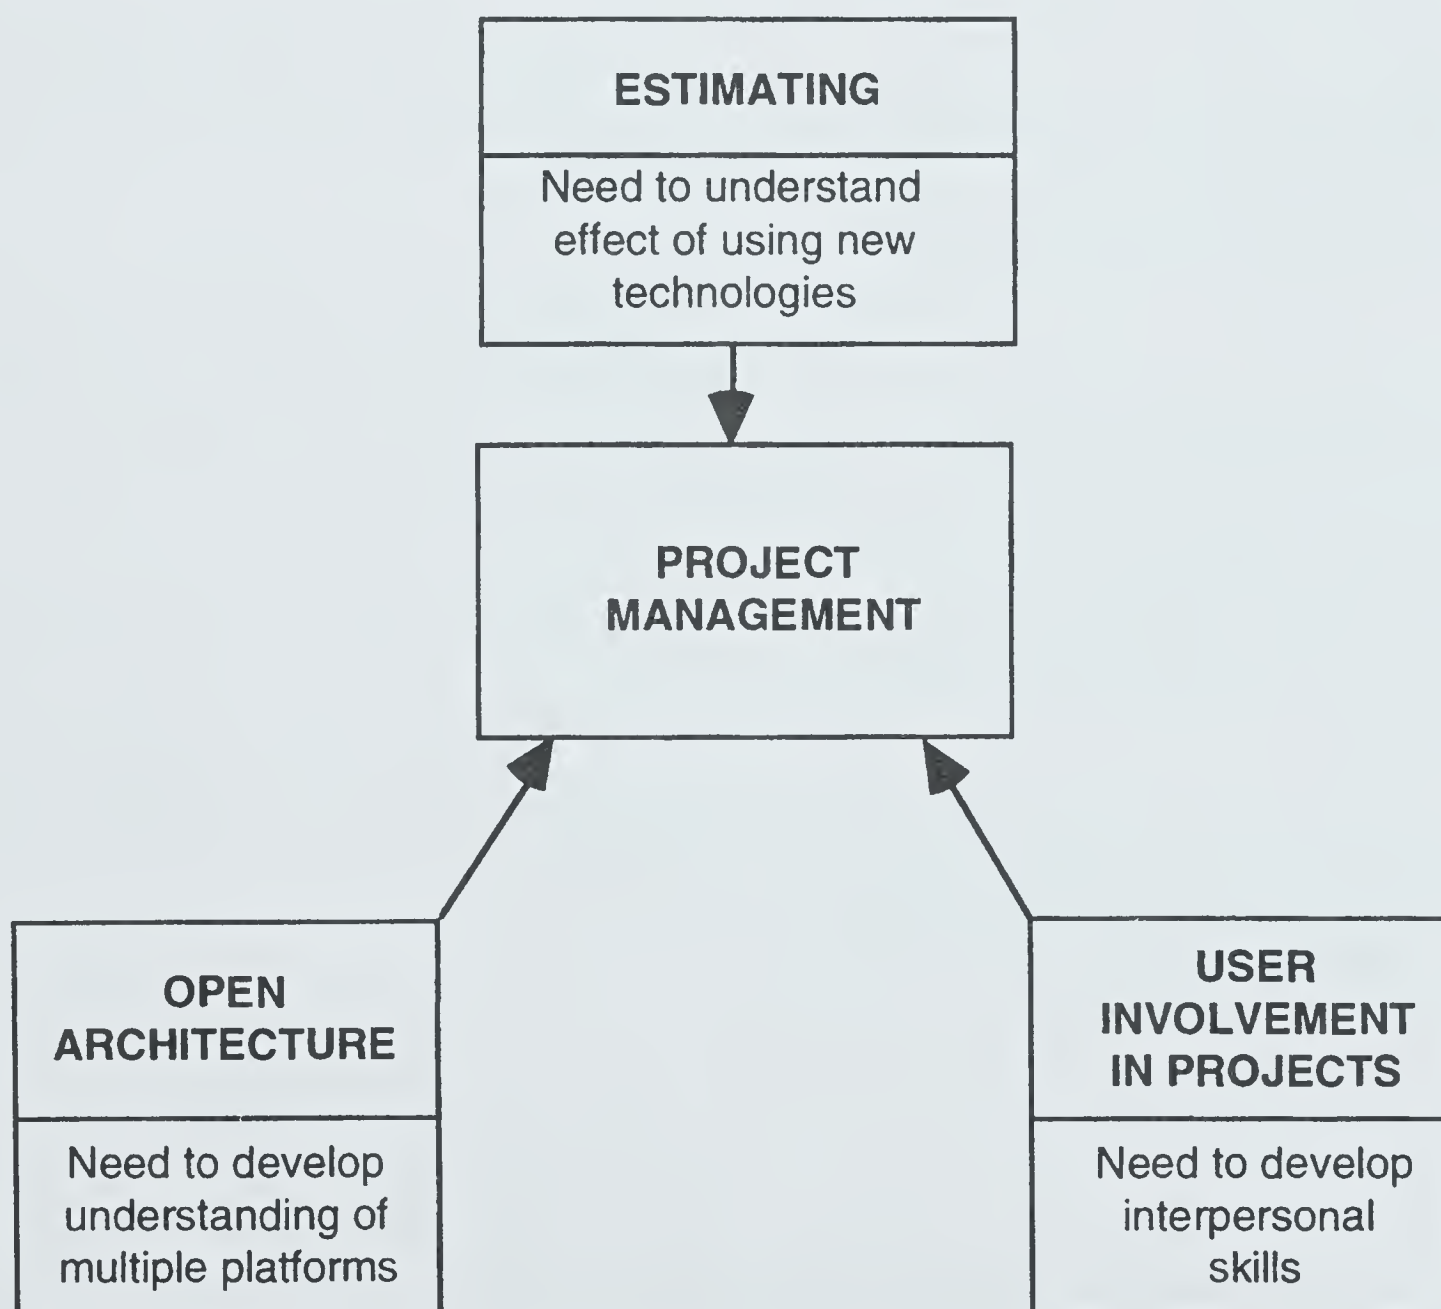 ESTIMATING
Need to understand
effect of using new
technologies
PROJECT
MANAGEMENT
OPEN
ARCHITECTURE
Need to develop
understanding of
multiple platforms
USER
INVOLVEMENT
IN PROJECTS
Need to develop
interpersonal
skills